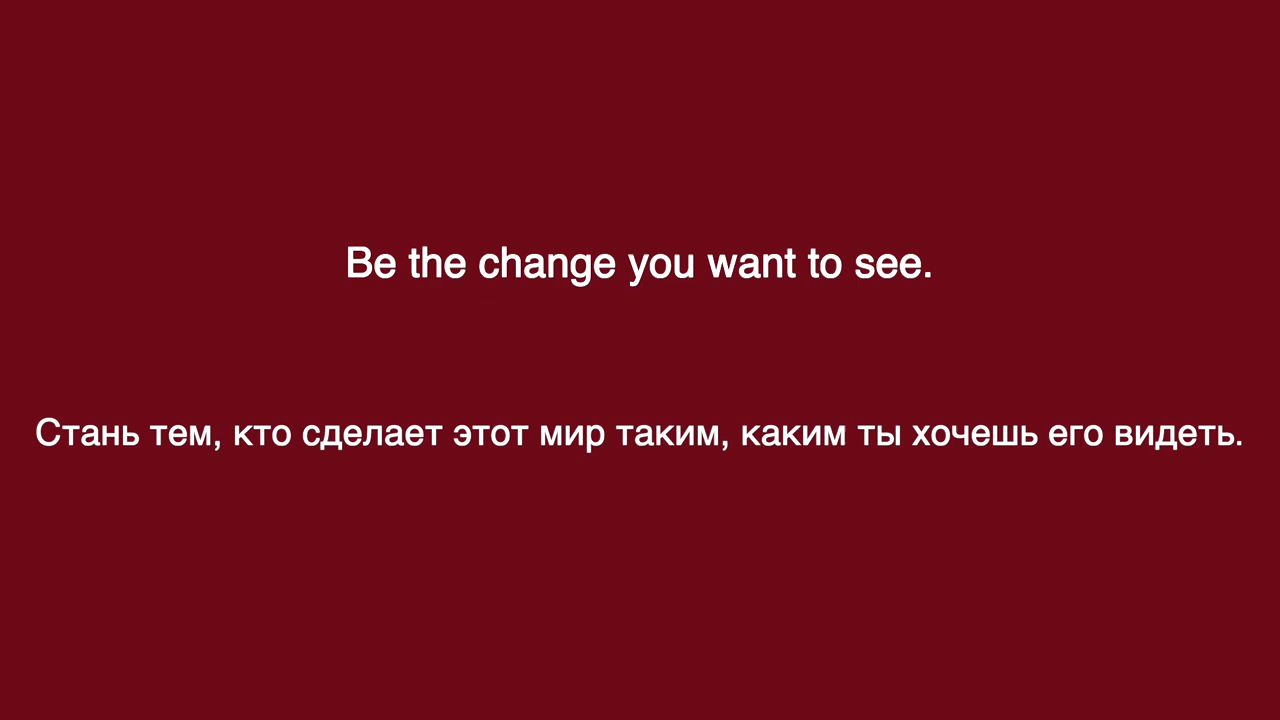 Be the change you want to see.
Стань тем, кто сделает этот мир таким, каким ты хочешь его видеть.